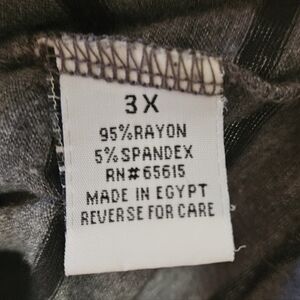 3X
95%RAYON
5%SPANDEX
RN#65615
MADE IN EGYPT
REVERSE FOR CARE